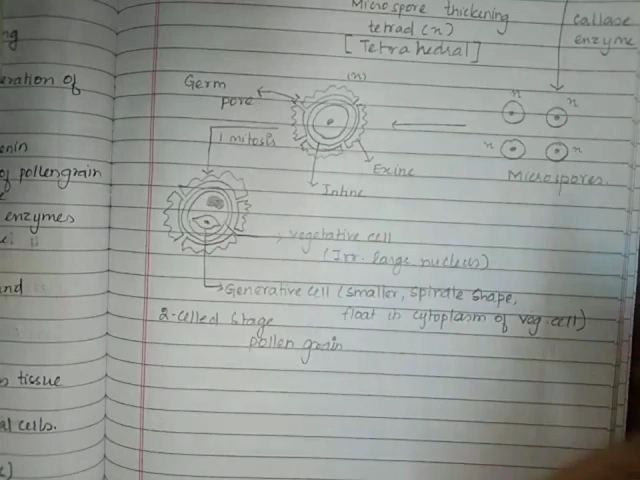 Microspore thickening
tetrad (n)
[Tetrahedral]
callase
enzyme
ng
eration of
enin
of pollengrain
enzymes
and
tissue
al cells.
(n)
Germ
pore
n
n
n
n
1 mitosis
Exine
Intine
Microspores.
vegetative cell
(Irr. large nucleus)
Generative cell (smaller, spindle shape,
float in cytoplasm of veg cell)
2-celled stage
pollen grain